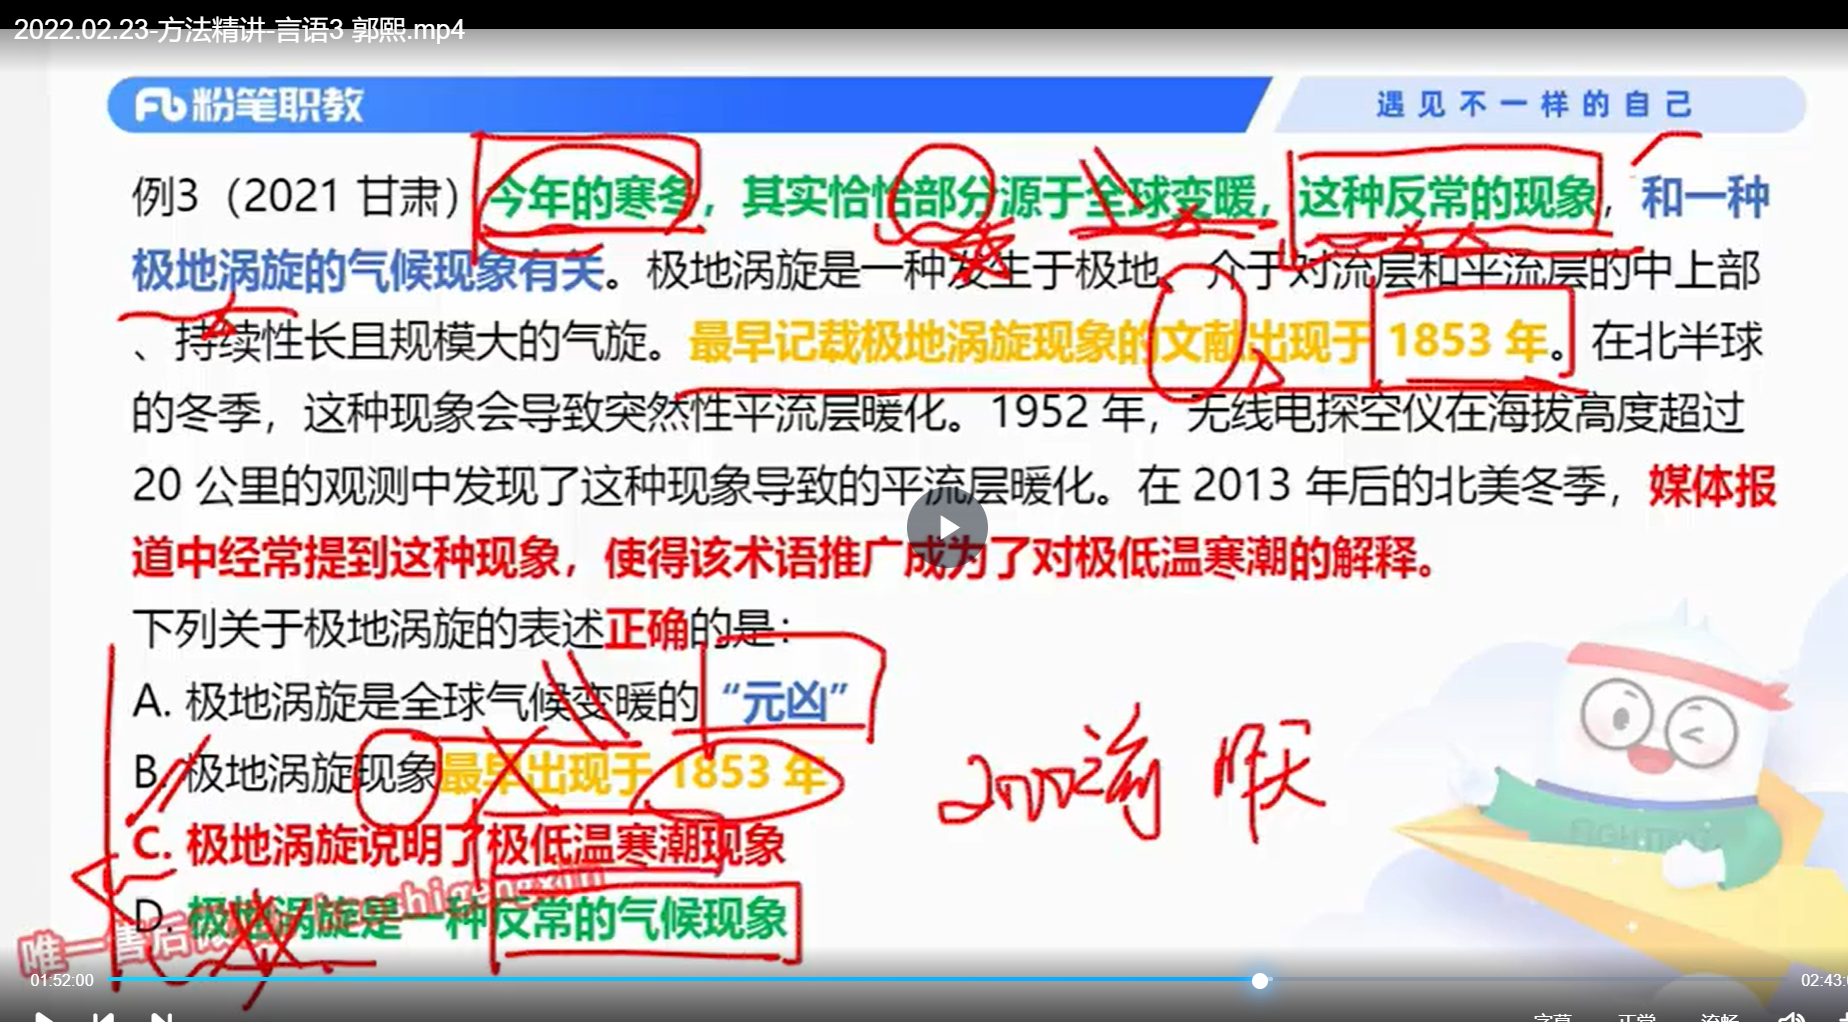 2022.02.23-方法精讲-言语3 郭熙.mp4
粉笔职教
遇见不一样的自己
例3（2021 甘肃）今年的寒冬，其实恰恰部分源于全球变暖，这种反常的现象，和一种
极地涡旋的气候现象有关。极地涡旋是一种发生于极地、介于对流层和平流层的中上部
、持续性长且规模大的气旋。最早记载极地涡旋现象的文献出现于 1853 年。在北半球
的冬季，这种现象会导致突然性平流层暖化。1952 年，无线电探空仪在海拔高度超过
20 公里的观测中发现了这种现象导致的平流层暖化。在 2013 年后的北美冬季，媒体报
道中经常提到这种现象，使得该术语推广成为了对极低温寒潮的解释。
下列关于极地涡旋的表述正确的是：
A. 极地涡旋是全球气候变暖的“元凶”
B. 极地涡旋现象最早出现于 1853 年
C. 极地涡旋说明了极低温寒潮现象
D. 极地涡旋是一种反常的气候现象
唯一售后
01:52:00
02:43:
字幕 正常 流畅